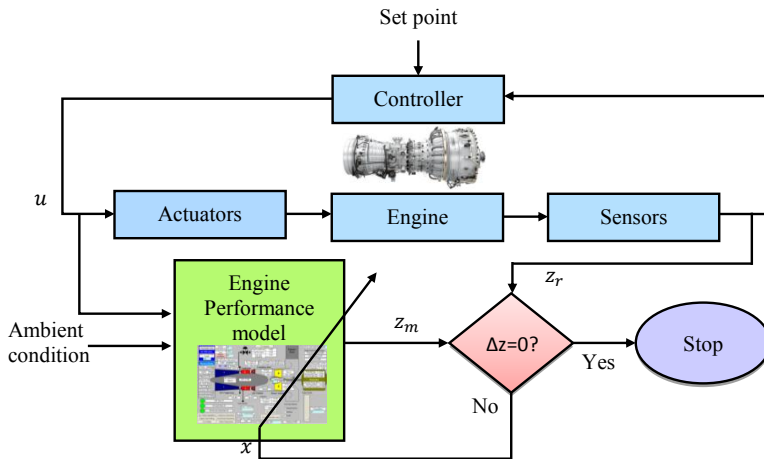 Set point
Controller
u
Actuators
Engine
Sensors
Engine
Performance
model
z_r
Ambient
condition
z_m
Δz=0?
Yes
Stop
No
x